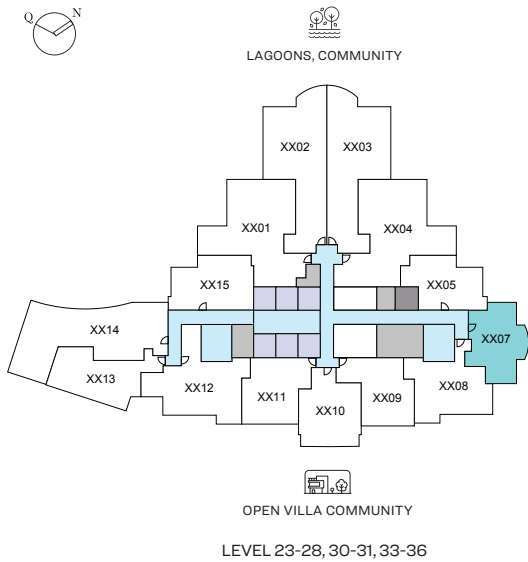 Q N
LAGOONS, COMMUNITY
XX02 XX03
XX01 XX04
XX15 XX05
XX14 XX07
XX13 XX12 XX11 XX10 XX09 XX08
OPEN VILLA COMMUNITY
LEVEL 23-28, 30-31, 33-36